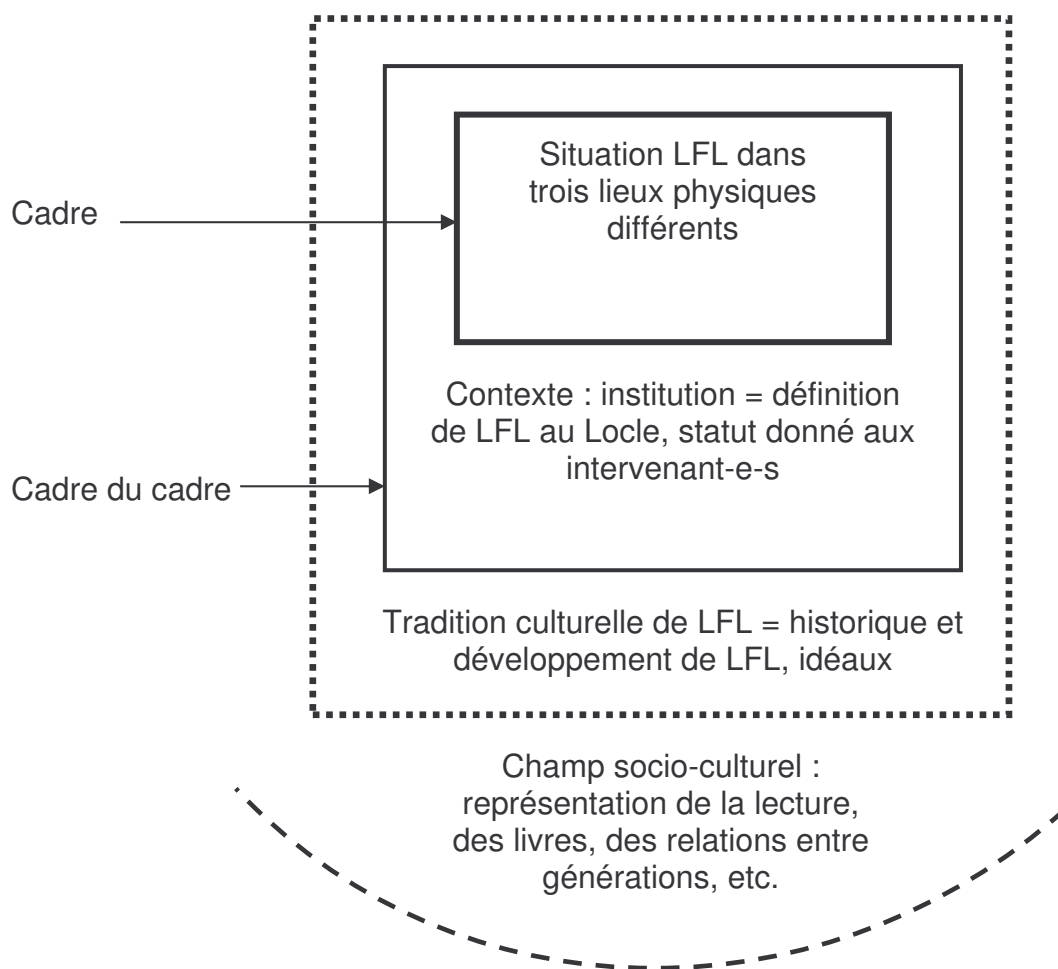 Situation LFL dans
trois lieux physiques
différents
Cadre
Contexte : institution = définition
de LFL au Locle, statut donné aux
intervenant-e-s
Cadre du cadre
Tradition culturelle de LFL = historique et
développement de LFL, idéaux
Champ socio-culturel :
représentation de la lecture,
des livres, des relations entre
générations, etc.